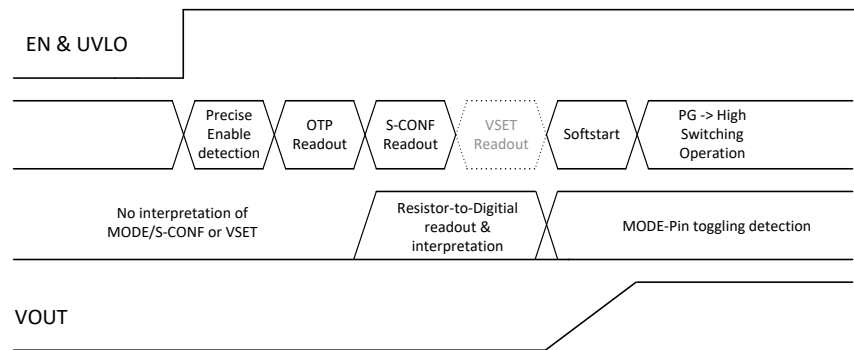 EN & UVLO
Precise
Enable
detection
OTP
Readout
S-CONF
Readout
VSET
Readout
Softstart
PG -> High
Switching
Operation
No interpretation of
MODE/S-CONF or VSET
Resistor-to-Digitial
readout &
interpretation
MODE-Pin toggling detection
VOUT